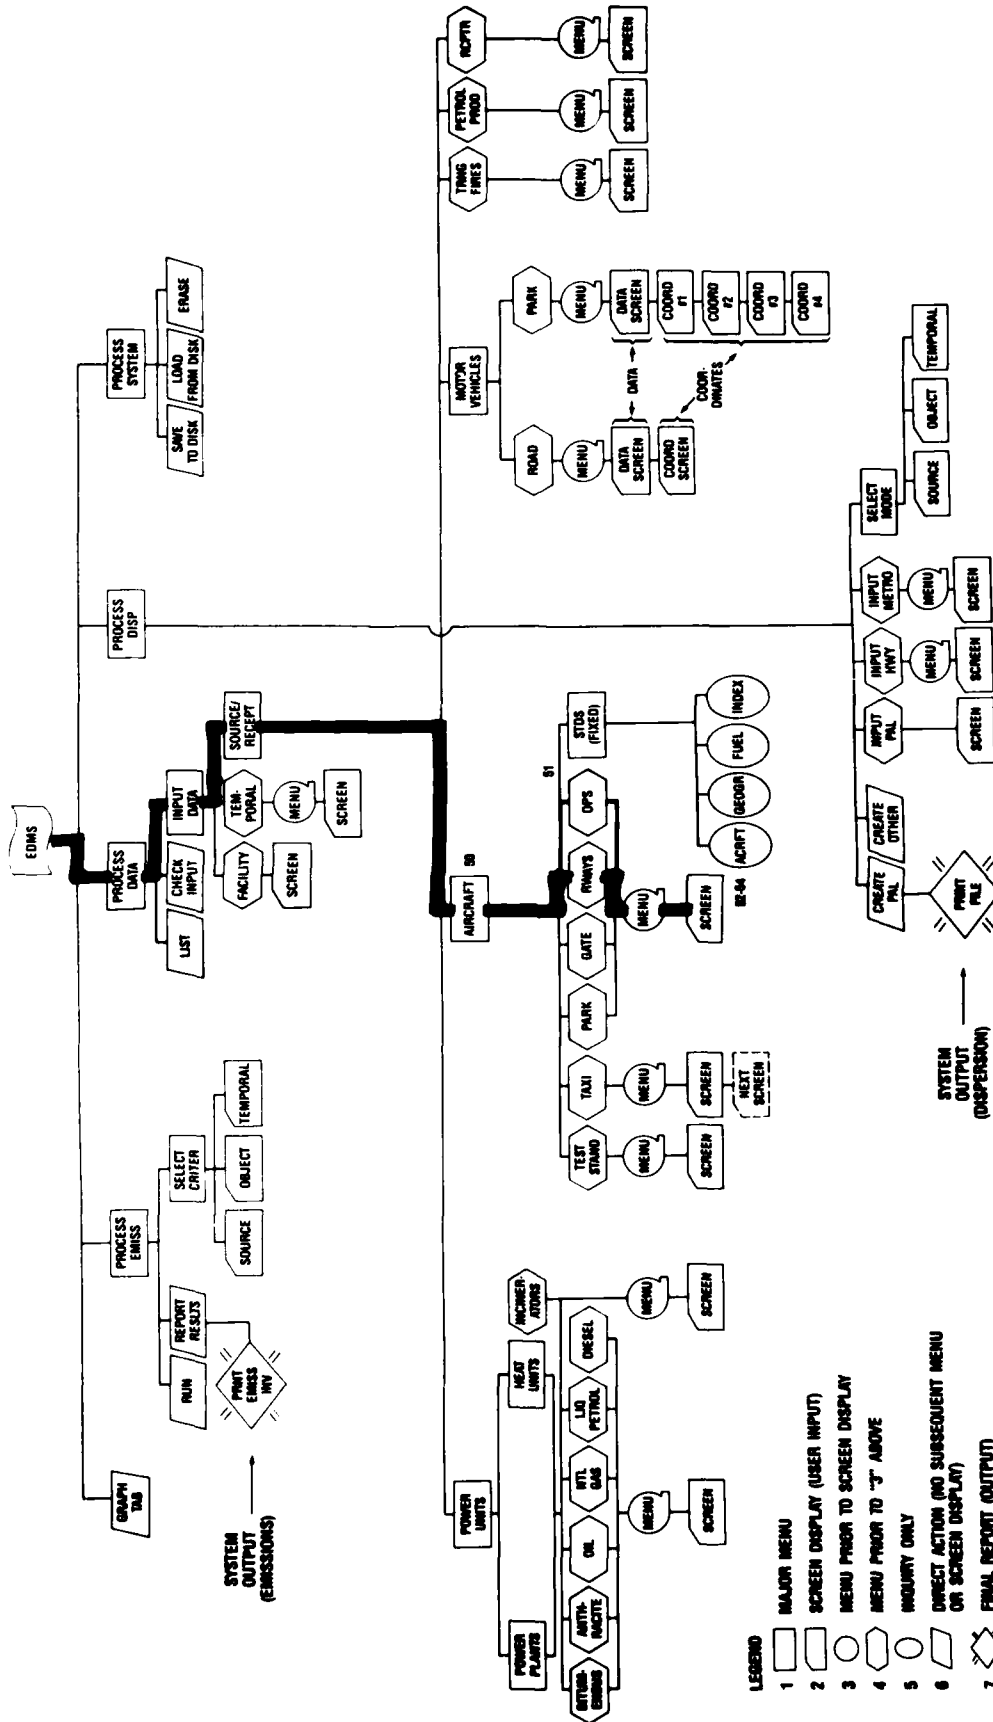 EDMS
GRAPH
TAB
PROCESS
EMISS
PROCESS
DATA
PROCESS
DISP
PROCESS
SYSTEM
RUN
REPORT
RESLTS
SELECT
CRITER
PRINT
EMISS
INV
SOURCE
OBJECT
TEMPORAL
SYSTEM
OUTPUT
(EMISSIONS)
LIST
CHECK
INPUT
INPUT
DATA
FACILITY
TEM-
PORAL
SOURCE/
RECEPT
SCREEN
MENU
SCREEN
SAVE
TO DISK
LOAD
FROM DISK
ERASE
POWER
UNITS
AIRCRAFT
MOTOR
VEHICLES
TRNG
FIRES
PETROL
PROD
RCPTR
MENU
MENU
MENU
SCREEN
SCREEN
SCREEN
POWER
PLANTS
HEAT
UNITS
INCINER-
ATORS
BITUM-
ENOUS
ANTH-
RACITE
OIL
NTL
GAS
LIQ
PETROL
DIESEL
MENU
SCREEN
MENU
SCREEN
TEST
STAND
TAXI
PARK
GATE
RWAYS
OPS
STDS
(FIXED)
MENU
MENU
MENU
SCREEN
SCREEN
SCREEN
NEXT
SCREEN
ACRFT
GEOGR
FUEL
INDEX
ROAD
PARK
MENU
MENU
DATA
SCREEN
DATA
DATA
SCREEN
COORD
SCREEN
COOR-
DINATES
COORD
#1
COORD
#2
COORD
#3
COORD
#4
CREATE
PAL
CREATE
OTHER
INPUT
PAL
INPUT
HWY
INPUT
METRO
SELECT
MODE
PRINT
FILE
SCREEN
MENU
SCREEN
MENU
SCREEN
SOURCE
OBJECT
TEMPORAL
SYSTEM
OUTPUT
(DISPERSION)
LEGEND
1 MAJOR MENU
2 SCREEN DISPLAY (USER INPUT)
3 MENU PRIOR TO SCREEN DISPLAY
4 MENU PRIOR TO "3" ABOVE
5 INQUIRY ONLY
6 DIRECT ACTION (NO SUBSEQUENT MENU
OR SCREEN DISPLAY)
7 FINAL REPORT (OUTPUT)